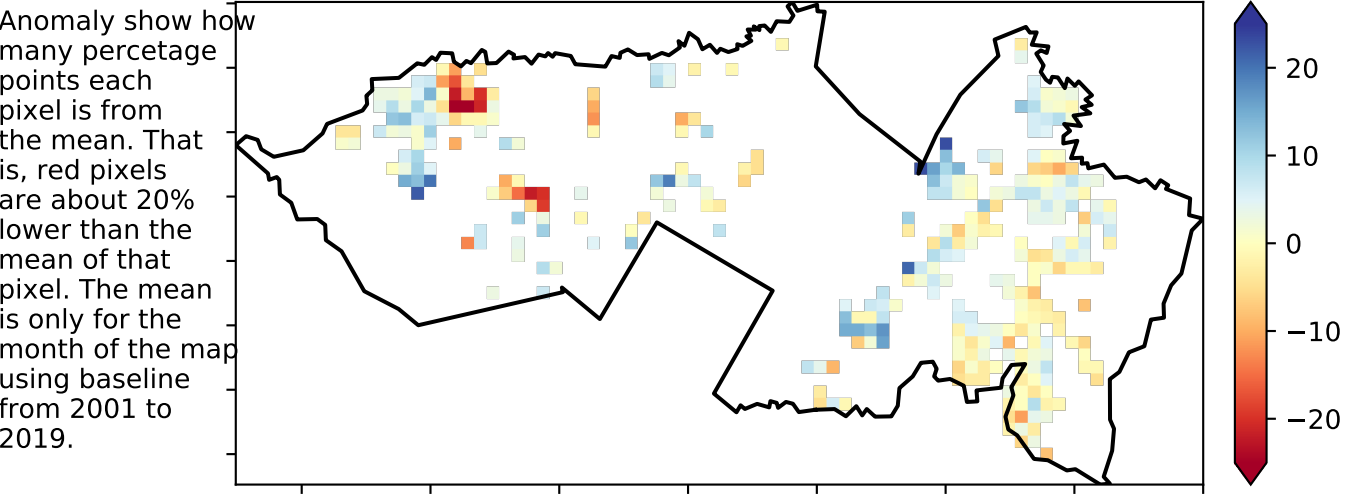 Anomaly show how
many percetage
points each
pixel is from
the mean. That
is, red pixels
are about 20%
lower than the
mean of that
pixel. The mean
is only for the
month of the map
using baseline
from 2001 to
2019.
20
10
0
−10
−20